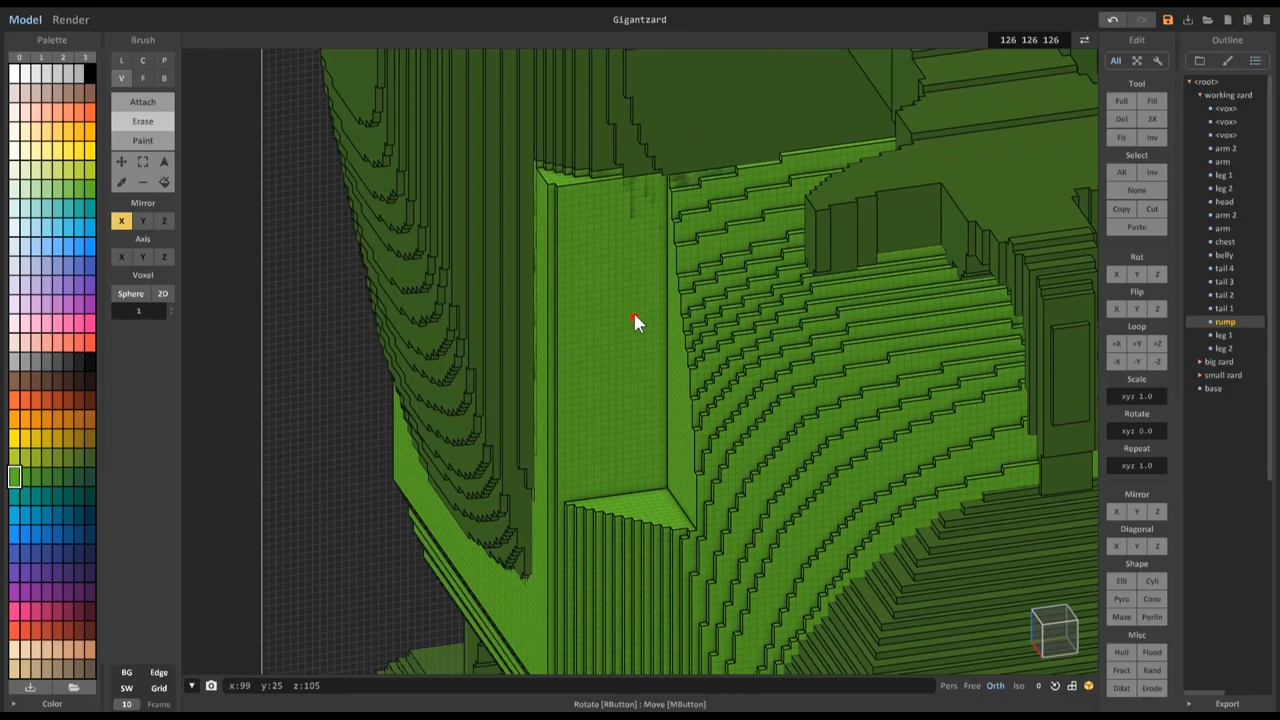 Model Render Gigantzard
Palette Brush 126 126 126 Edit Outline
0 1 2 3
L C P
V F B
Attach
Erase
Paint
Mirror
X Y Z
Axis
X Y Z
Voxel
Sphere 2D
1
BG Edge
SW Grid
10 Frame
Color
x:99 y:25 z:105
Pers Free Orth Iso 0
Rotate [RButton] : Move [MButton]
All
Tool
Full Fill
Del 2X
Fit Inv
Select
All Inv
None
Copy Cut
Paste
Rot
X Y Z
Flip
X Y Z
Loop
+X +Y +Z
-X -Y -Z
Scale
xyz 1.0
Rotate
xyz 0.0
Repeat
xyz 1.0
Mirror
X Y Z
Diagonal
X Y Z
Shape
Elli Cyli
Pyra Cone
Maze Perlin
Misc
Hull Flood
Fract Rand
Dilat Erode
<root>
working zard
<vox>
<vox>
<vox>
arm 2
arm
leg 1
leg 2
head
arm 2
arm
chest
belly
tail 4
tail 3
tail 2
tail 1
rump
leg 1
leg 2
big zard
small zard
base
Export